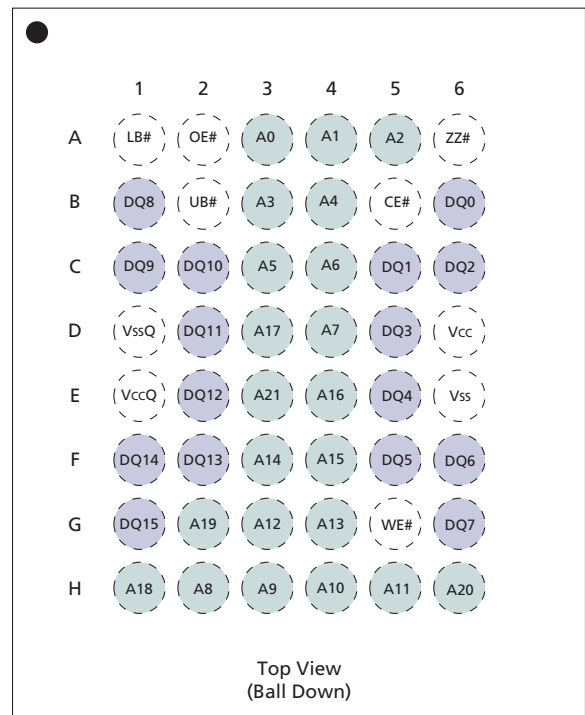 1 2 3 4 5 6
A LB# OE# A0 A1 A2 ZZ#
B DQ8 UB# A3 A4 CE# DQ0
C DQ9 DQ10 A5 A6 DQ1 DQ2
D VssQ DQ11 A17 A7 DQ3 Vcc
E VccQ DQ12 A21 A16 DQ4 Vss
F DQ14 DQ13 A14 A15 DQ5 DQ6
G DQ15 A19 A12 A13 WE# DQ7
H A18 A8 A9 A10 A11 A20
Top View
(Ball Down)